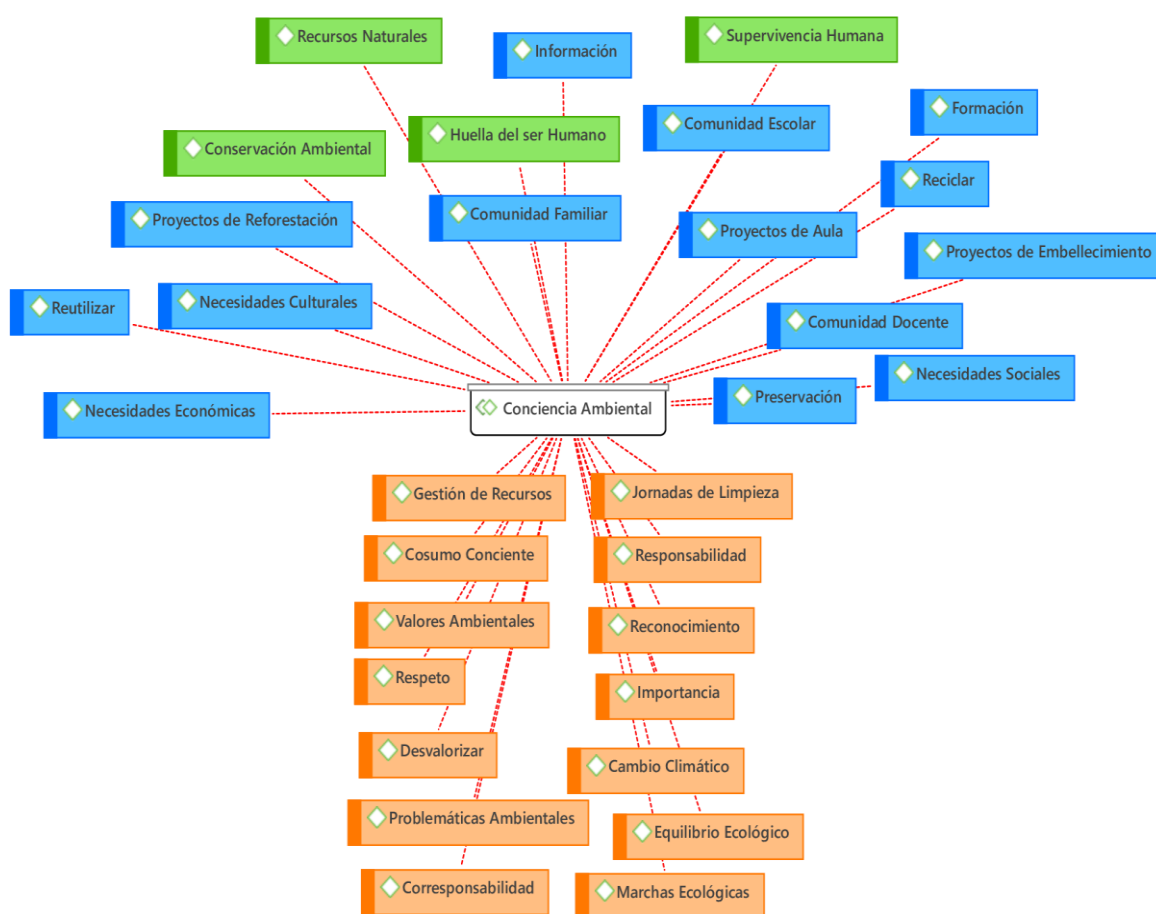 Recursos Naturales
Información
Supervivencia Humana
Formación
Comunidad Escolar
Huella del ser Humano
Conservación Ambiental
Reciclar
Proyectos de Reforestación
Comunidad Familiar
Proyectos de Aula
Proyectos de Embellecimiento
Reutilizar
Necesidades Culturales
Comunidad Docente
Necesidades Sociales
Necesidades Económicas
Conciencia Ambiental
Preservación
Gestión de Recursos
Jornadas de Limpieza
Cosumo Conciente
Responsabilidad
Valores Ambientales
Reconocimiento
Respeto
Importancia
Desvalorizar
Cambio Climático
Problemáticas Ambientales
Equilibrio Ecológico
Corresponsabilidad
Marchas Ecológicas